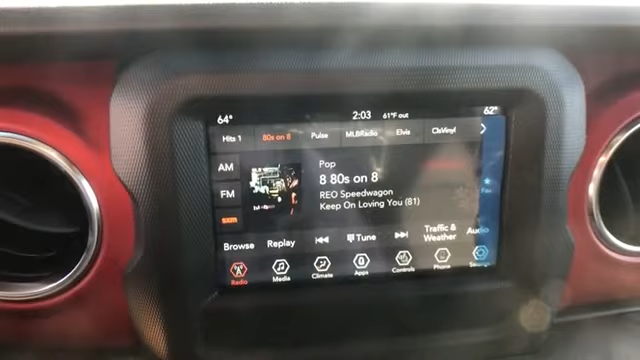 64°
2:03
61°F out
62°
Hits 1
80s on 8
Pulse
MLBRadio
Elvis
ClsVinyl
AM
FM
sxm
Pop
8 80s on 8
REO Speedwagon
Keep On Loving You (81)
Fan
Browse
Replay
Tune
Traffic &
Weather
Audio
Radio
Media
Climate
Apps
Controls
Phone